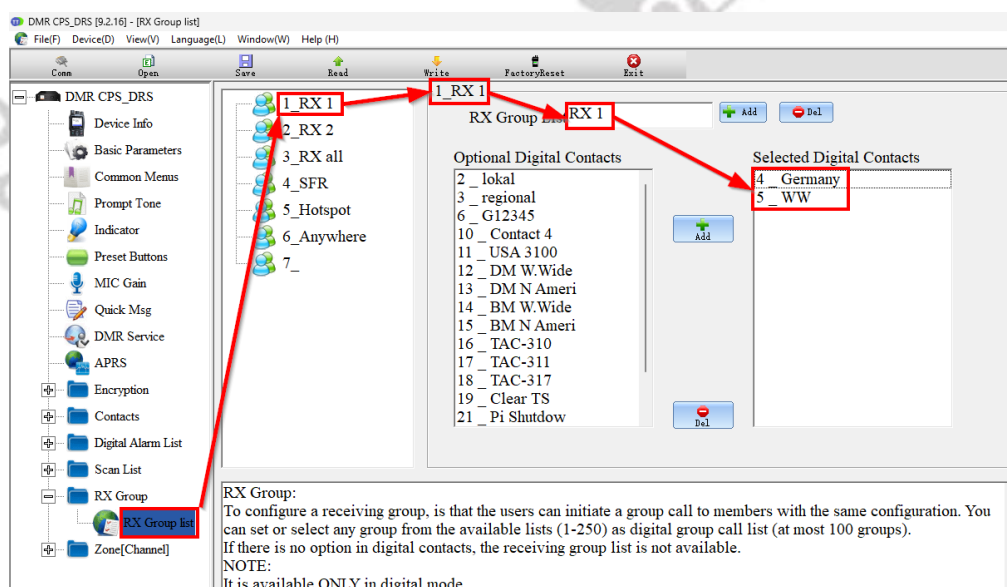 DMR CPS_DRS [9.2.16] - [RX Group list]
File(F) Device(D) View(V) Language(L) Window(W) Help (H)
Comm Open Save Read Write FactoryReset Exit
DMR CPS_DRS
Device Info
Basic Parameters
Common Menus
Prompt Tone
Indicator
Preset Buttons
MIC Gain
Quick Msg
DMR Service
APRS
Encryption
Contacts
Digital Alarm List
Scan List
RX Group
RX Group list
Zone[Channel]
1_RX 1
2_RX 2
3_RX all
4_SFR
5_Hotspot
6_Anywhere
7_
1_RX 1
RX Group List RX 1 Add Del
Optional Digital Contacts
2 _ lokal
3 _ regional
6 _ G12345
10 _ Contact 4
11 _ USA 3100
12 _ DM W.Wide
13 _ DM N Ameri
14 _ BM W.Wide
15 _ BM N Ameri
16 _ TAC-310
17 _ TAC-311
18 _ TAC-317
19 _ Clear TS
21 _ Pi Shutdow
Add
Del
Selected Digital Contacts
4 _ Germany
5 _ WW
RX Group:
To configure a receiving group, is that the users can initiate a group call to members with the same configuration. You
can set or select any group from the available lists (1-250) as digital group call list (at most 100 groups).
If there is no option in digital contacts, the receiving group list is not available.
NOTE:
It is available ONLY in digital mode